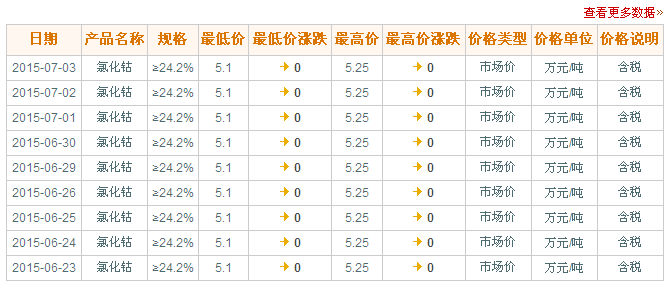 查看更多数据»
日期 产品名称 规格 最低价 最低价涨跌 最高价 最高价涨跌 价格类型 价格单位 价格说明
2015-07-03 氯化钴 ≥24.2% 5.1 → 0 5.25 → 0 市场价 万元/吨 含税
2015-07-02 氯化钴 ≥24.2% 5.1 → 0 5.25 → 0 市场价 万元/吨 含税
2015-07-01 氯化钴 ≥24.2% 5.1 → 0 5.25 → 0 市场价 万元/吨 含税
2015-06-30 氯化钴 ≥24.2% 5.1 → 0 5.25 → 0 市场价 万元/吨 含税
2015-06-29 氯化钴 ≥24.2% 5.1 → 0 5.25 → 0 市场价 万元/吨 含税
2015-06-26 氯化钴 ≥24.2% 5.1 → 0 5.25 → 0 市场价 万元/吨 含税
2015-06-25 氯化钴 ≥24.2% 5.1 → 0 5.25 → 0 市场价 万元/吨 含税
2015-06-24 氯化钴 ≥24.2% 5.1 → 0 5.25 → 0 市场价 万元/吨 含税
2015-06-23 氯化钴 ≥24.2% 5.1 → 0 5.25 → 0 市场价 万元/吨 含税